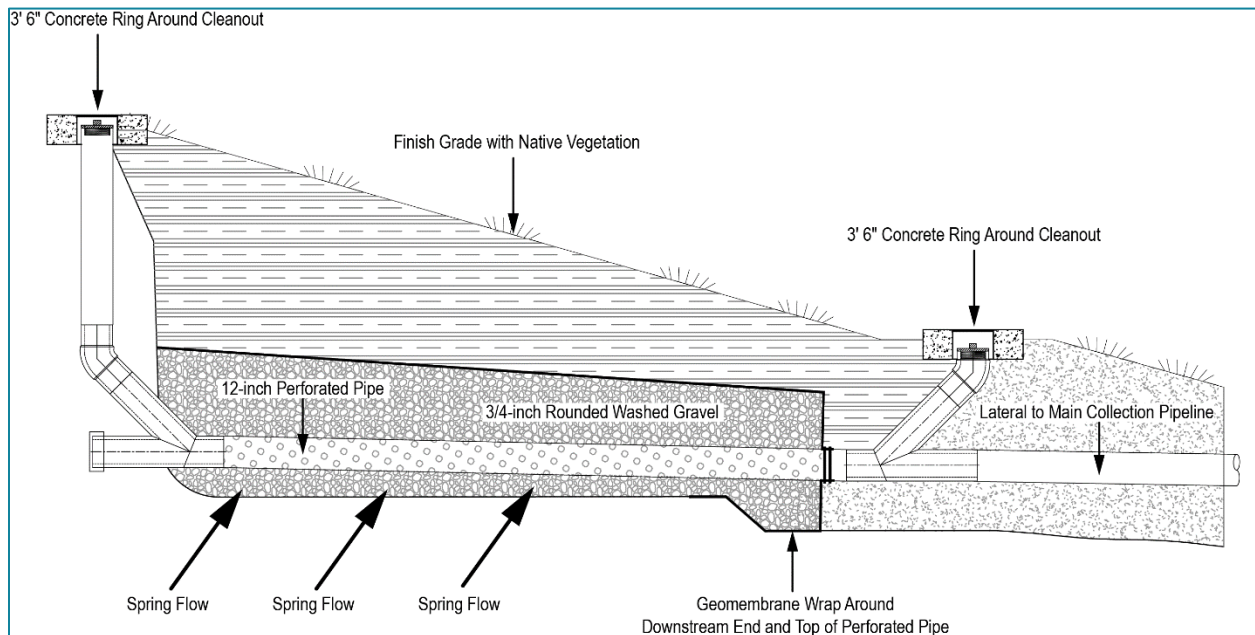 3' 6" Concrete Ring Around Cleanout
Finish Grade with Native Vegetation
3' 6" Concrete Ring Around Cleanout
12-inch Perforated Pipe
3/4-inch Rounded Washed Gravel
Lateral to Main Collection Pipeline
Spring Flow
Spring Flow
Spring Flow
Geomembrane Wrap Around
Downstream End and Top of Perforated Pipe